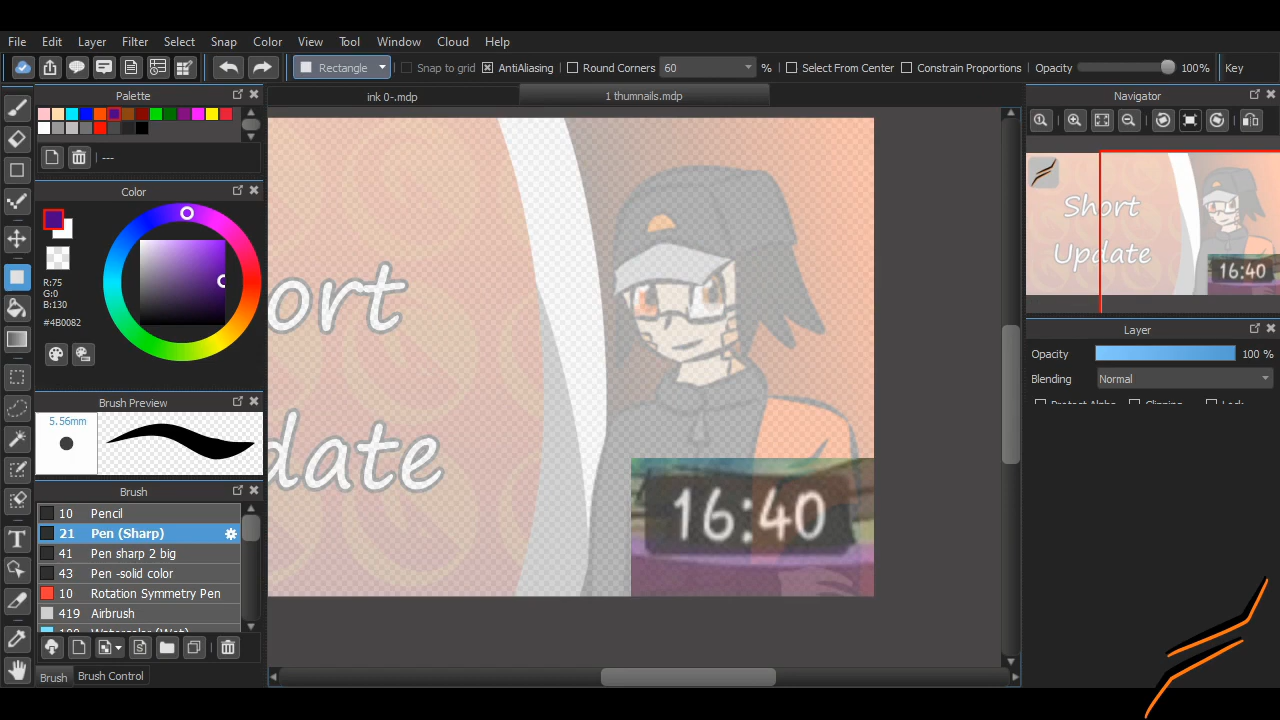 File Edit Layer Filter Select Snap Color View Tool Window Cloud Help
Rectangle Snap to grid AntiAliasing Round Corners 60 % Select From Center Constrain Proportions Opacity 100% Key
Palette
ink 0-.mdp
1 thumnails.mdp
Navigator
---
Color
R:75
G:0
B:130
#4B0082
Brush Preview
5.56mm
Brush
10 Pencil
21 Pen (Sharp)
41 Pen sharp 2 big
43 Pen -solid color
10 Rotation Symmetry Pen
419 Airbrush
Brush Brush Control
ort
date
16:40
Short
Update
16:40
Layer
Opacity 100 %
Blending Normal
Protect Alpha Clipping Lock